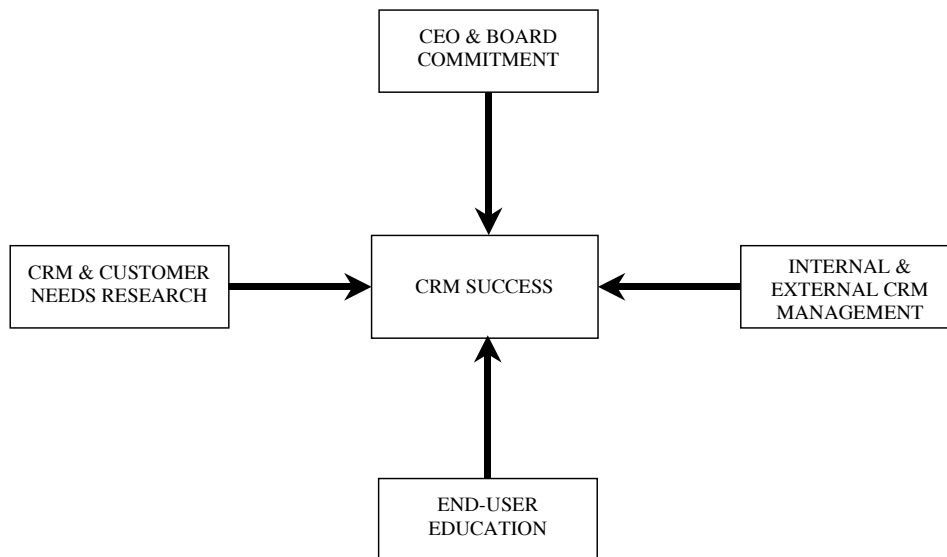 CEO & BOARD
COMMITMENT
CRM & CUSTOMER
NEEDS RESEARCH
CRM SUCCESS
INTERNAL &
EXTERNAL CRM
MANAGEMENT
END-USER
EDUCATION